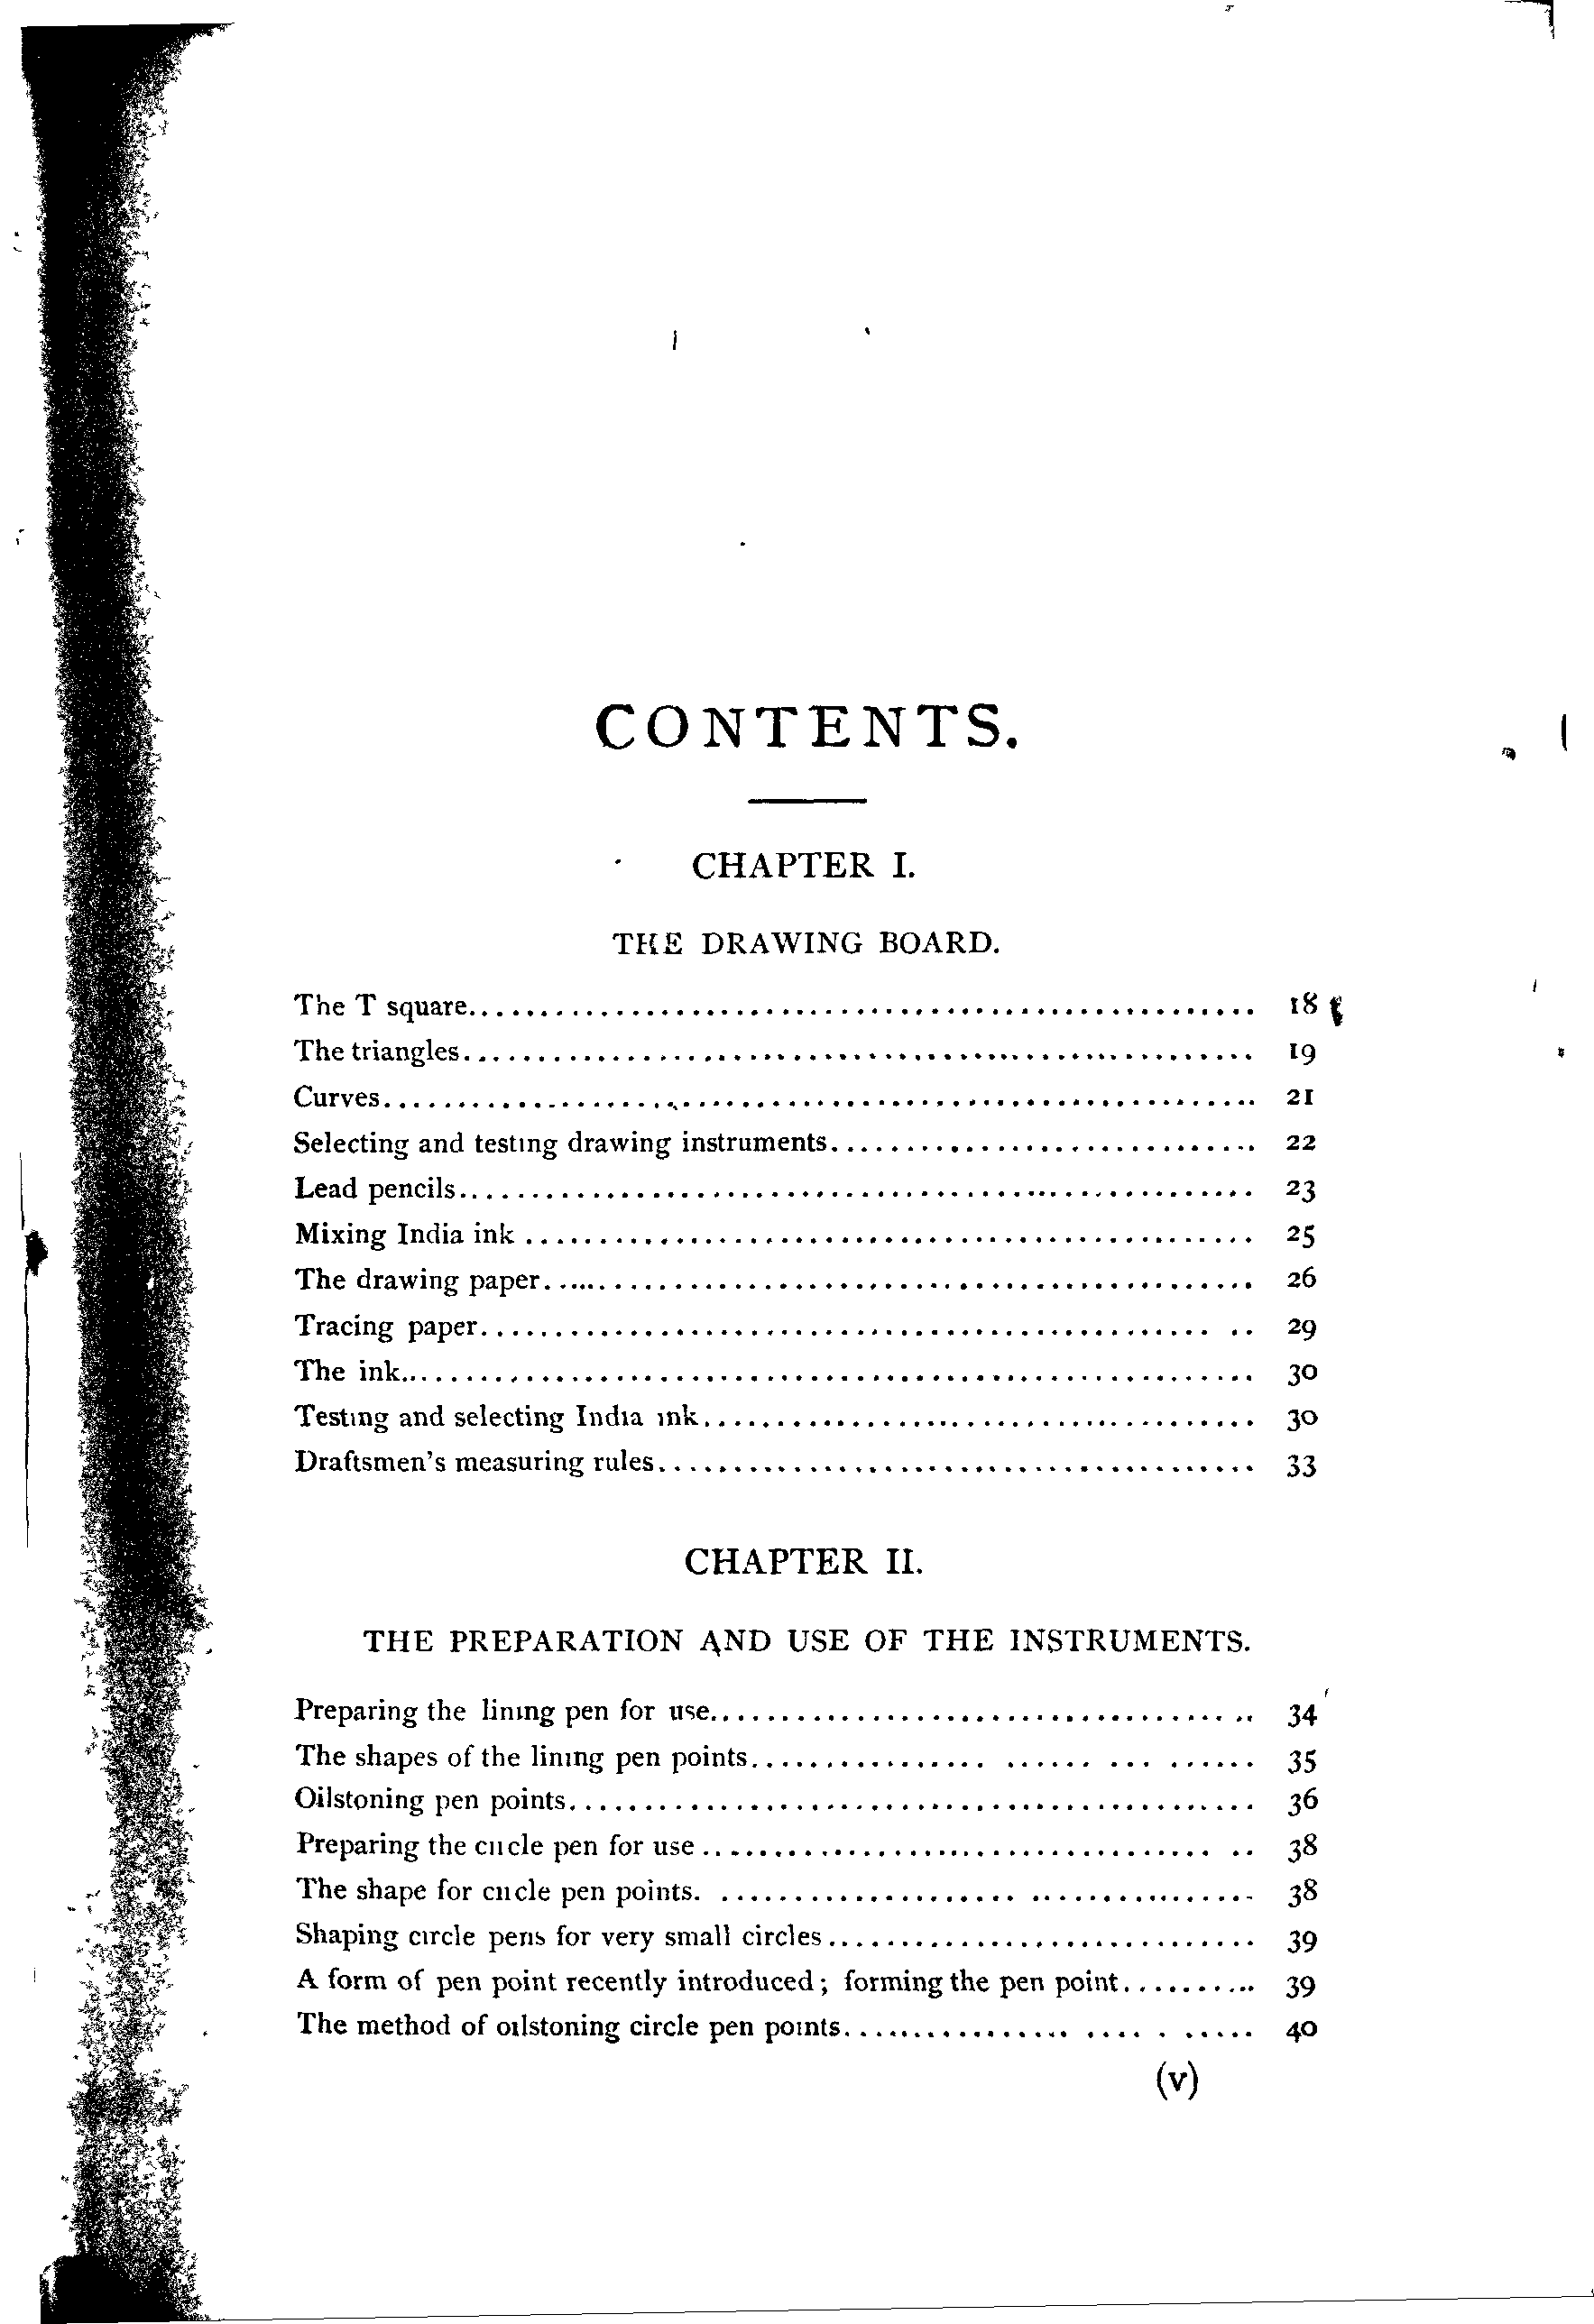 CONTENTS.
CHAPTER I.
THE DRAWING BOARD.
The T square.................................................... 18
The triangles.................................................... 19
Curves.......................................................... 21
Selecting and testing drawing instruments............................ 22
Lead pencils..................................................... 23
Mixing India ink ................................................. 25
The drawing paper................................................ 26
Tracing paper................................................. .. 29
The ink.......................................................... 30
Testing and selecting India ink..................................... 30
Draftsmen's measuring rules........................................ 33
CHAPTER II.
THE PREPARATION AND USE OF THE INSTRUMENTS.
Preparing the lining pen for use................................... .. 34
The shapes of the lining pen points................ ...... ... ...... 35
Oilstoning pen points.............................................. 36
Preparing the circle pen for use .................................. .. 38
The shape for circle pen points. .................... ............... 38
Shaping circle pens for very small circles ............................. 39
A form of pen point recently introduced; forming the pen point.......... 39
The method of oilstoning circle pen points................ .... . ..... 40
(v)